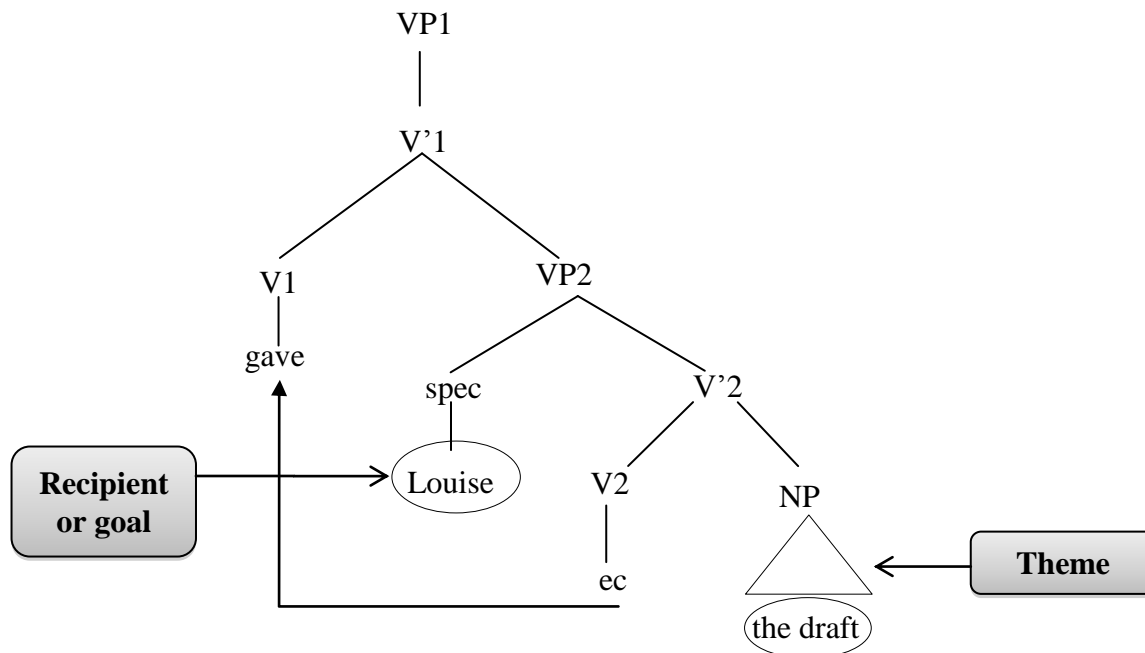 VP1
V’1
V1
VP2
gave
spec
V’2
Recipient
or goal
Louise
V2
NP
ec
Theme
the draft